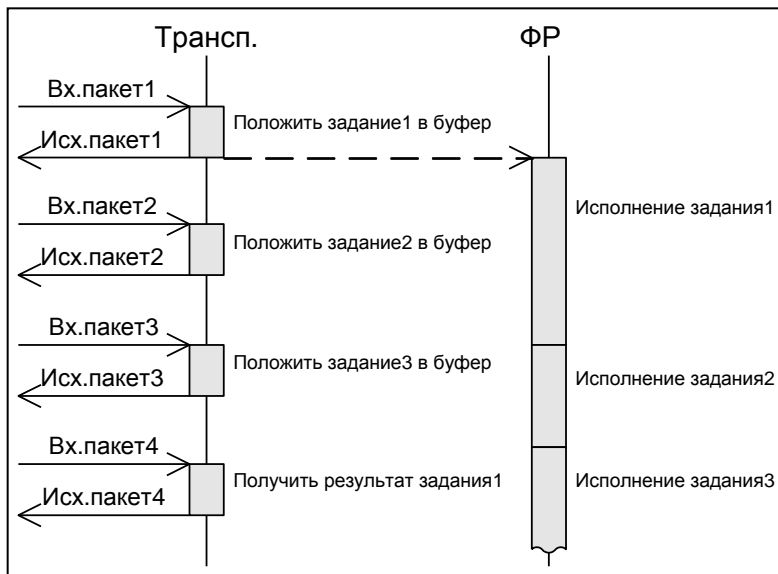 Трансп.
ФР
Вх.пакет1
Положить задание1 в буфер
Исх.пакет1
Исполнение задания1
Вх.пакет2
Положить задание2 в буфер
Исх.пакет2
Вх.пакет3
Положить задание3 в буфер
Исх.пакет3
Исполнение задания2
Вх.пакет4
Получить результат задания1
Исполнение задания3
Исх.пакет4